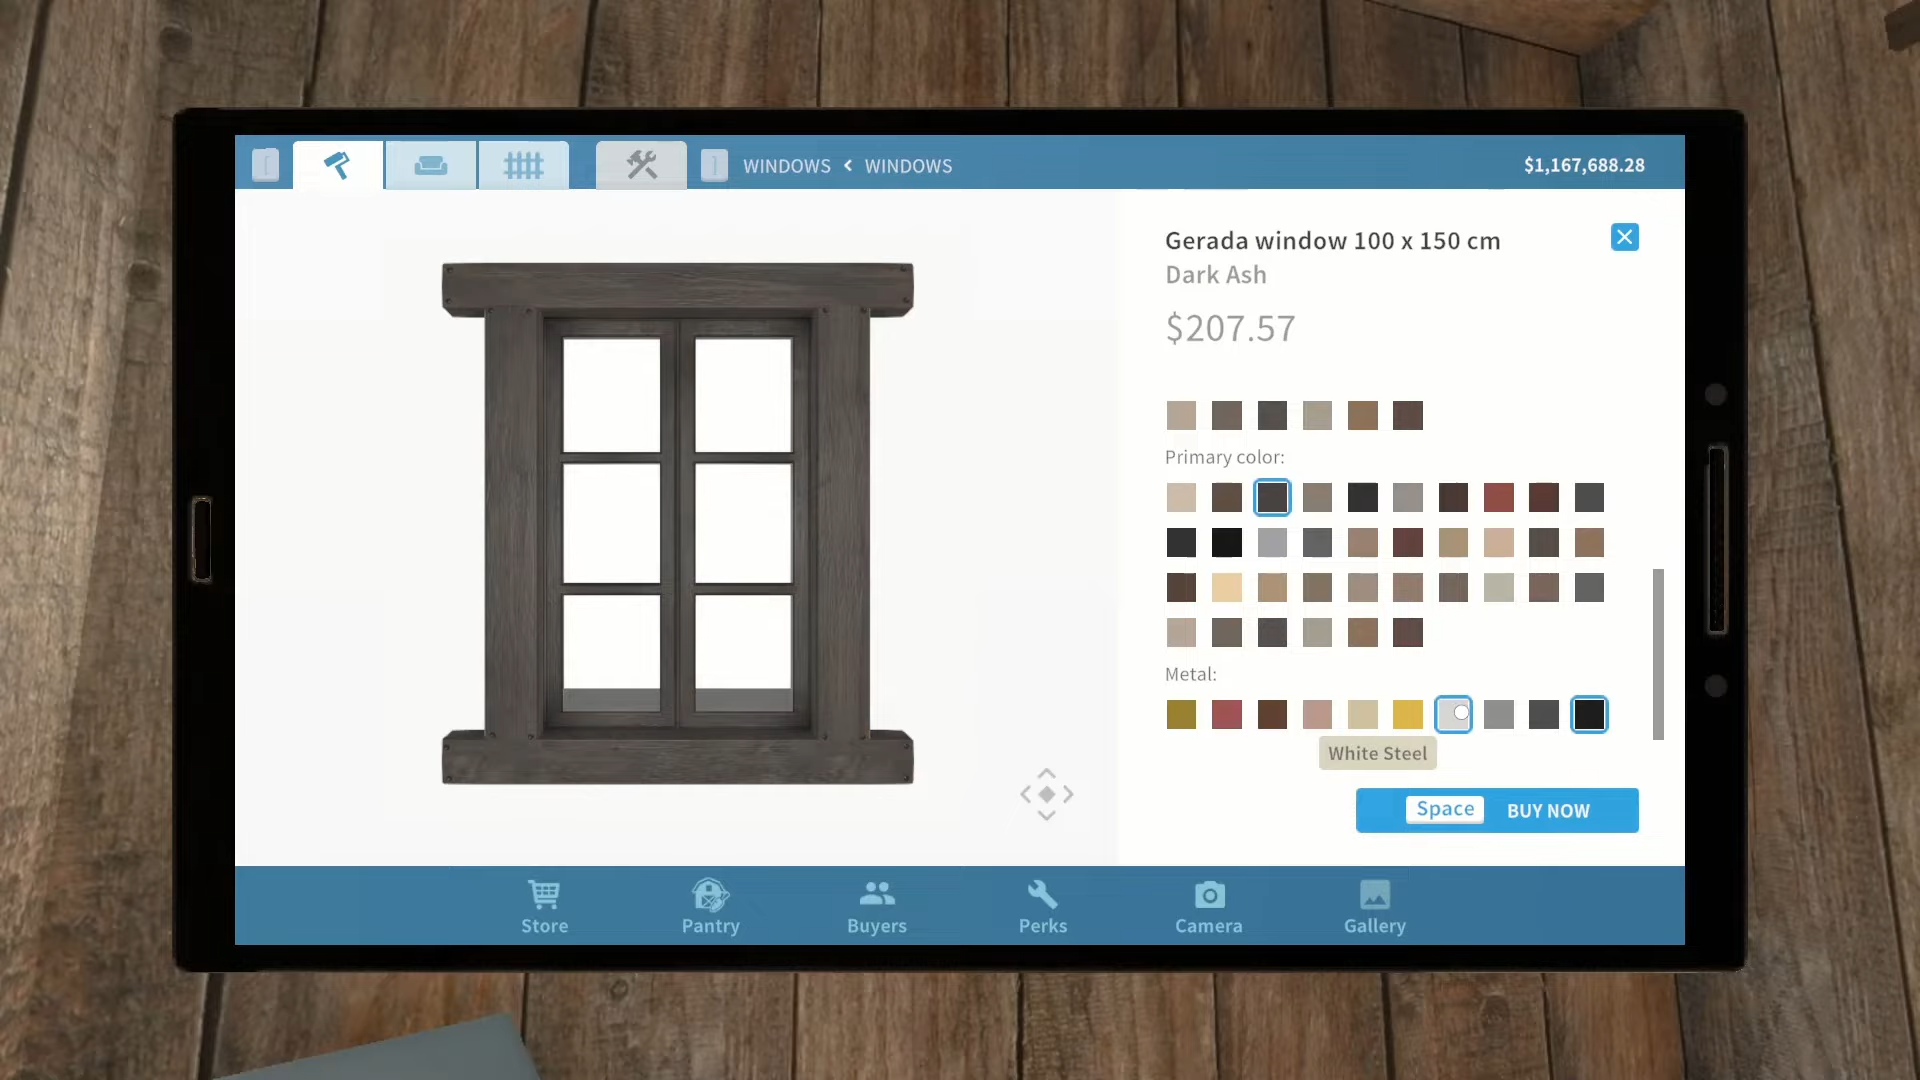 [
]
WINDOWS < WINDOWS
$1,167,688.28
Gerada window 100 x 150 cm
Dark Ash
$207.57
Primary color:
Metal:
White Steel
Space BUY NOW
Store
Pantry
Buyers
Perks
Camera
Gallery